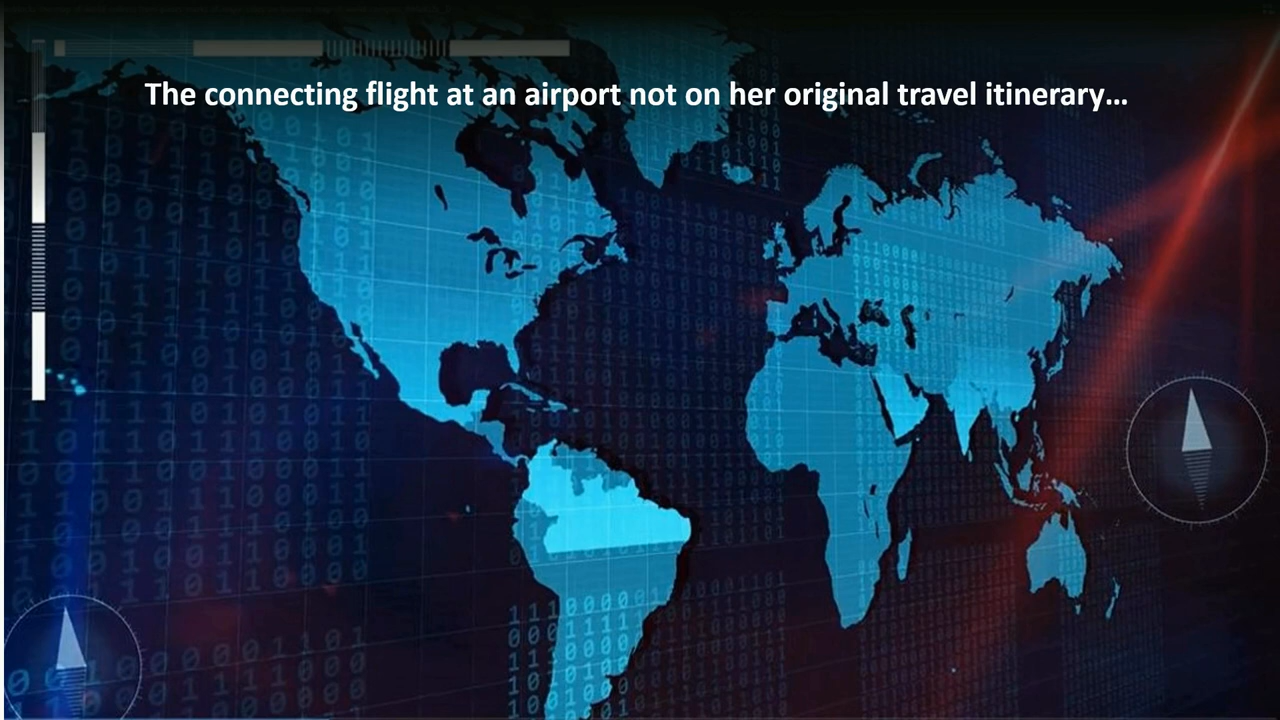 The connecting flight at an airport not on her original travel itinerary…